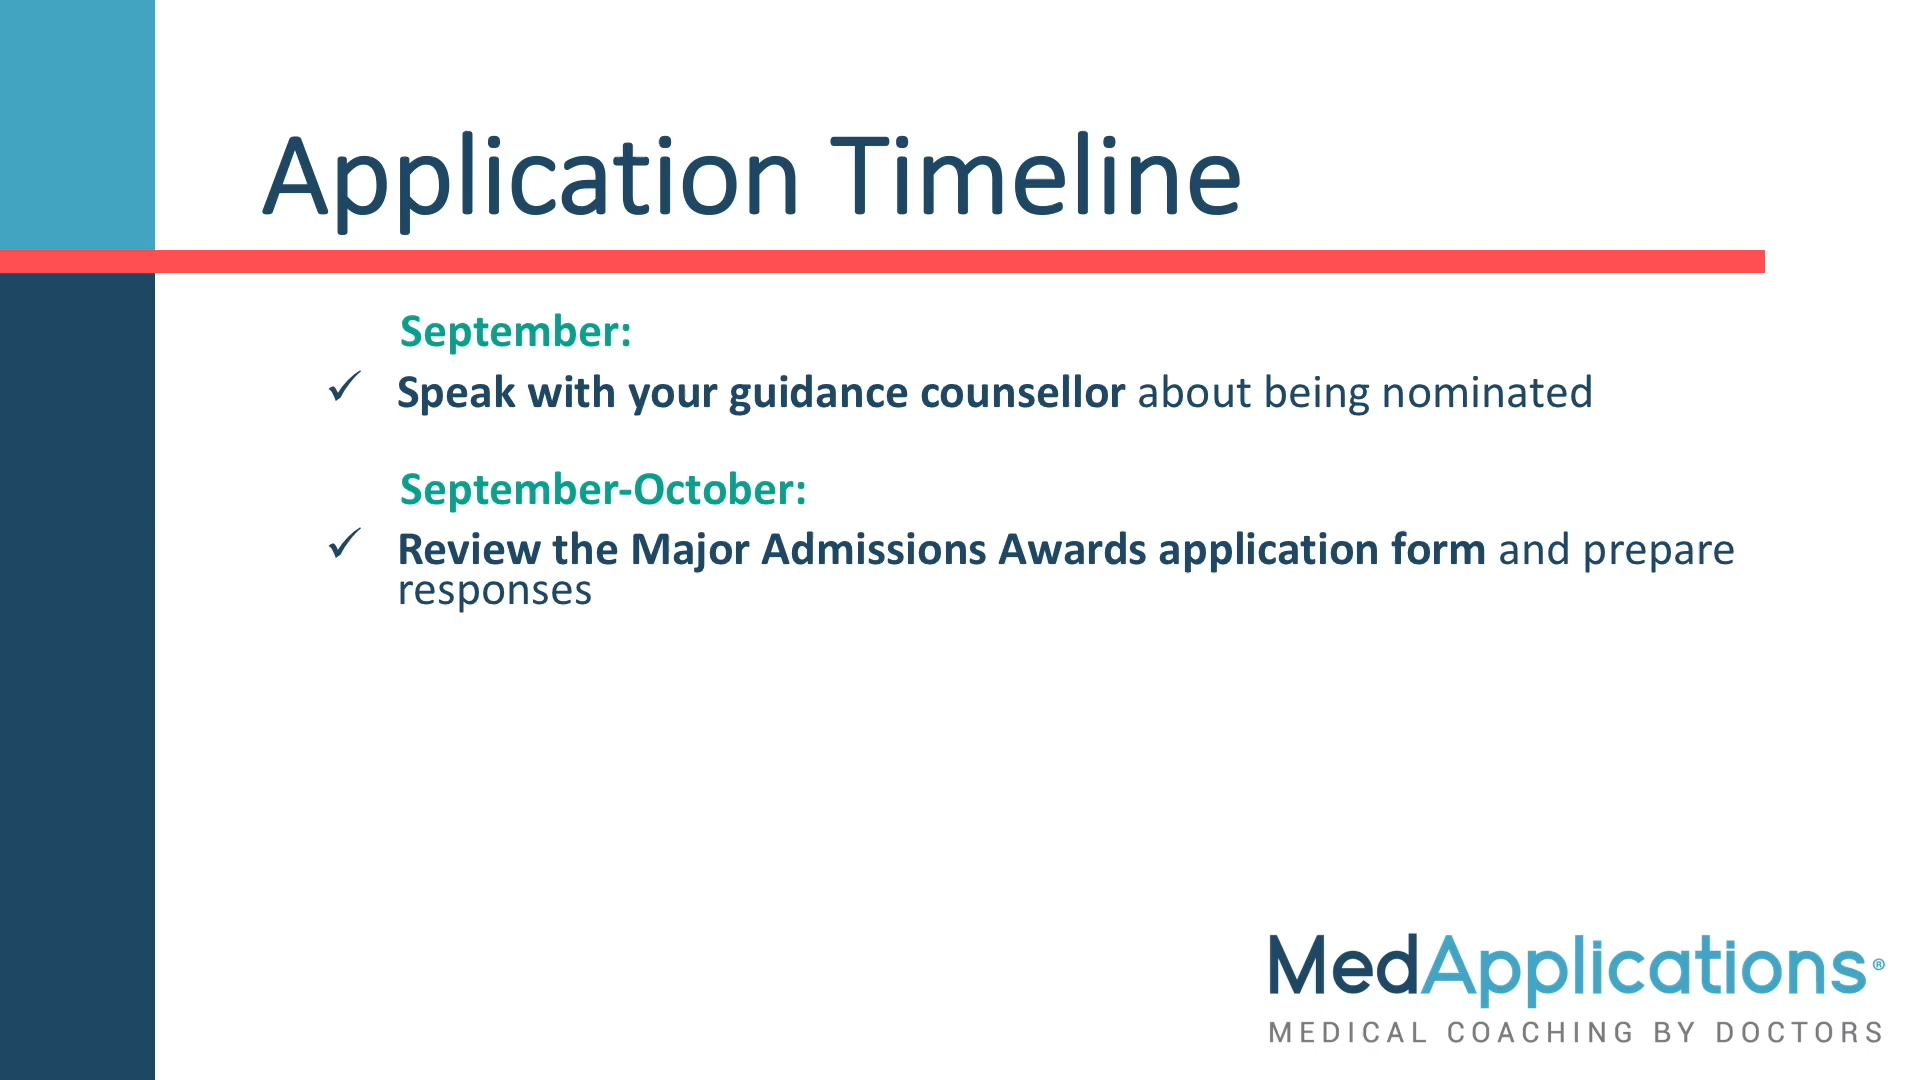 Application Timeline
September:
✓ Speak with your guidance counsellor about being nominated
September-October:
✓ Review the Major Admissions Awards application form and prepare
responses
MedApplications®
MEDICAL COACHING BY DOCTORS